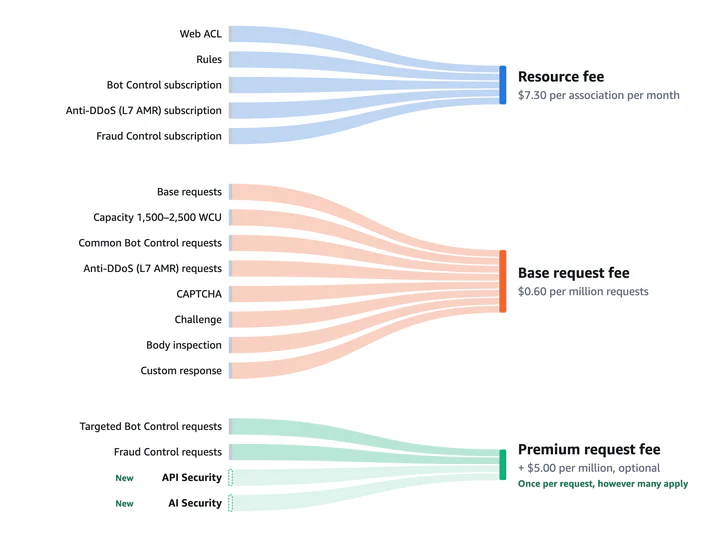 Web ACL
Rules
Bot Control subscription
Anti-DDoS (L7 AMR) subscription
Fraud Control subscription
Resource fee
$7.30 per association per month
Base requests
Capacity 1,500–2,500 WCU
Common Bot Control requests
Anti-DDoS (L7 AMR) requests
CAPTCHA
Challenge
Body inspection
Custom response
Base request fee
$0.60 per million requests
Targeted Bot Control requests
Fraud Control requests
New API Security
New AI Security
Premium request fee
+ $5.00 per million, optional
Once per request, however many apply